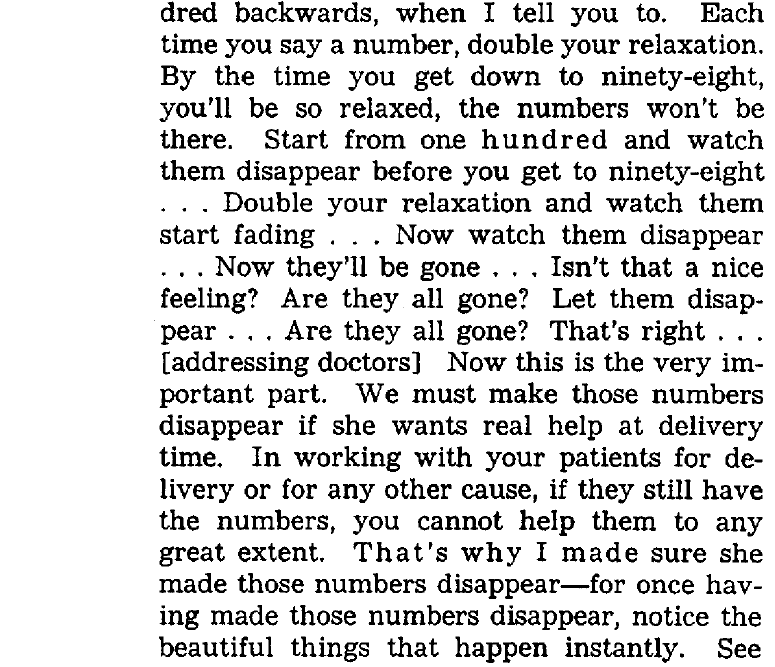 dred backwards, when I tell you to. Each
time you say a number, double your relaxation.
By the time you get down to ninety-eight,
you'll be so relaxed, the numbers won't be
there. Start from one hundred and watch
them disappear before you get to ninety-eight
. . . Double your relaxation and watch them
start fading . . . Now watch them disappear
. . . Now they'll be gone . . . Isn't that a nice
feeling? Are they all gone? Let them disap-
pear . . . Are they all gone? That's right . . .
[addressing doctors] Now this is the very im-
portant part. We must make those numbers
disappear if she wants real help at delivery
time. In working with your patients for de-
livery or for any other cause, if they still have
the numbers, you cannot help them to any
great extent. That's why I made sure she
made those numbers disappear—for once hav-
ing made those numbers disappear, notice the
beautiful things that happen instantly. See